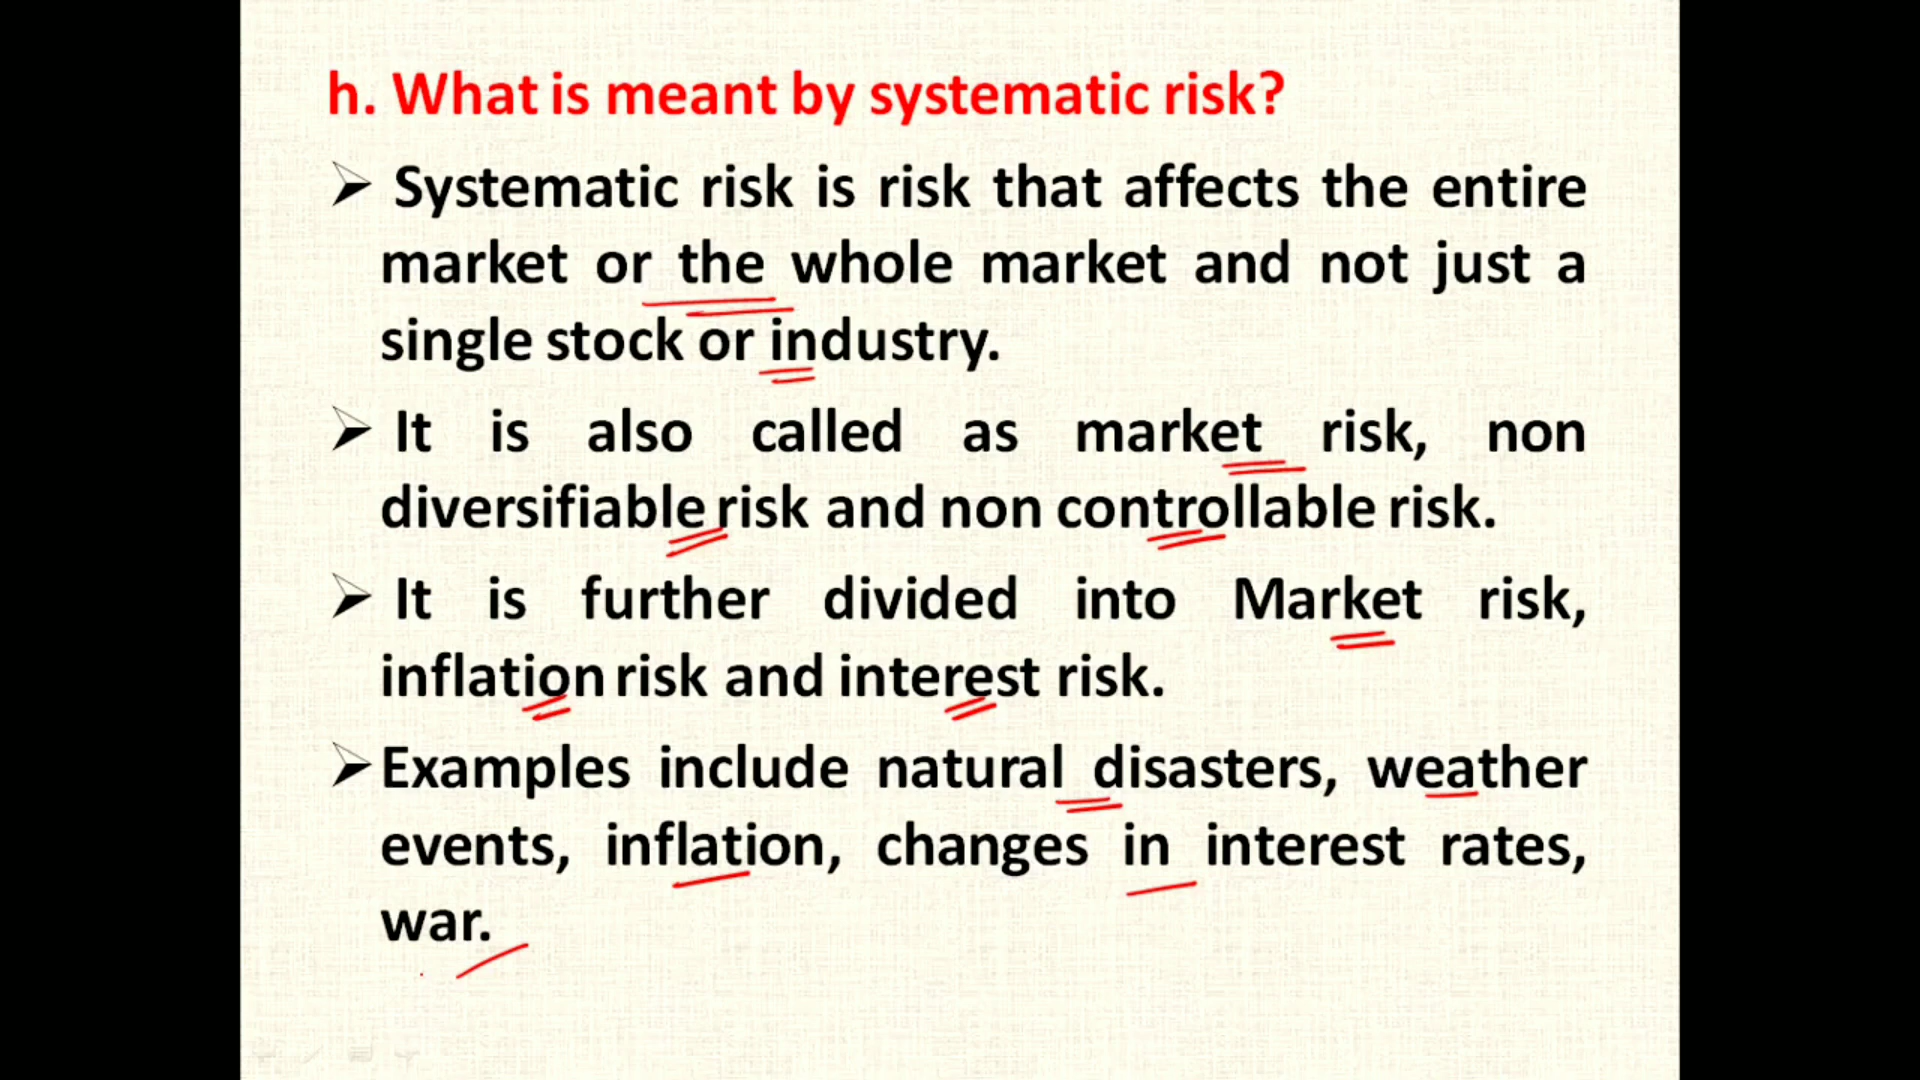 h. What is meant by systematic risk?
➢ Systematic risk is risk that affects the entire
market or the whole market and not just a
single stock or industry.
➢ It is also called as market risk, non
diversifiable risk and non controllable risk.
➢ It is further divided into Market risk,
inflation risk and interest risk.
➢ Examples include natural disasters, weather
events, inflation, changes in interest rates,
war.